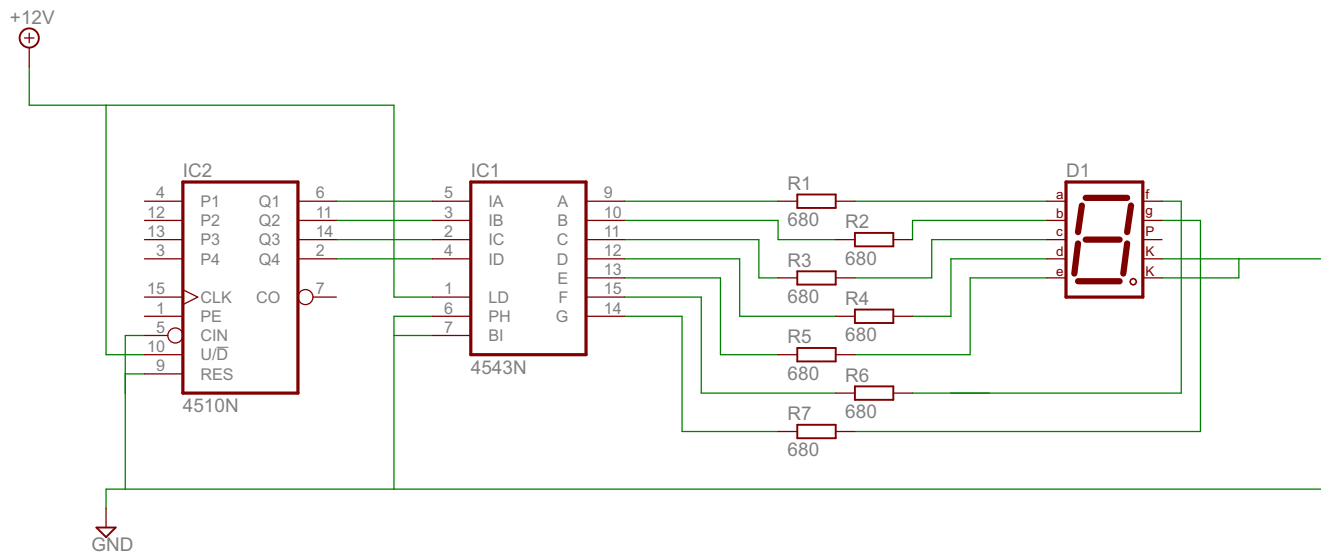 +12V
IC2
4 P1 Q1 6
12 P2 Q2 11
13 P3 Q3 14
3 P4 Q4 2
15 CLK CO 7
1 PE
5 CIN
10 U/D̅
9 RES
4510N
IC1
5 IA A 9
3 IB B 10
2 IC C 11
4 ID D 12
E 13
1 LD F 15
6 PH G 14
7 BI
4543N
R1
680
R2
680
R3
680
R4
680
R5
680
R6
680
R7
680
D1
a f
b g
c P
d K
e K
GND